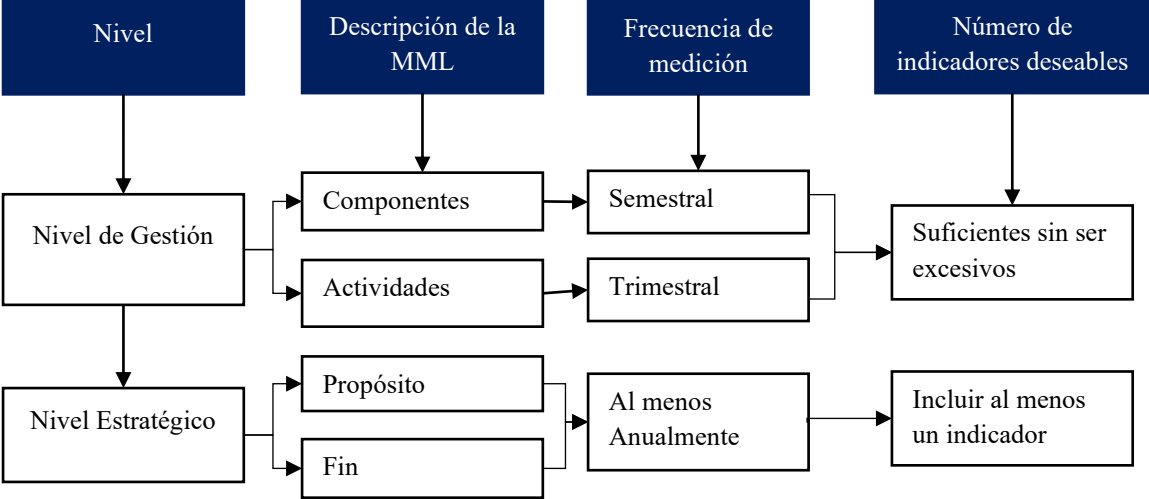 Nivel
Descripción de la
MML
Frecuencia de
medición
Número de
indicadores deseables
Nivel de Gestión
Componentes
Semestral
Suficientes sin ser
excesivos
Actividades
Trimestral
Nivel Estratégico
Propósito
Al menos
Anualmente
Incluir al menos
un indicador
Fin